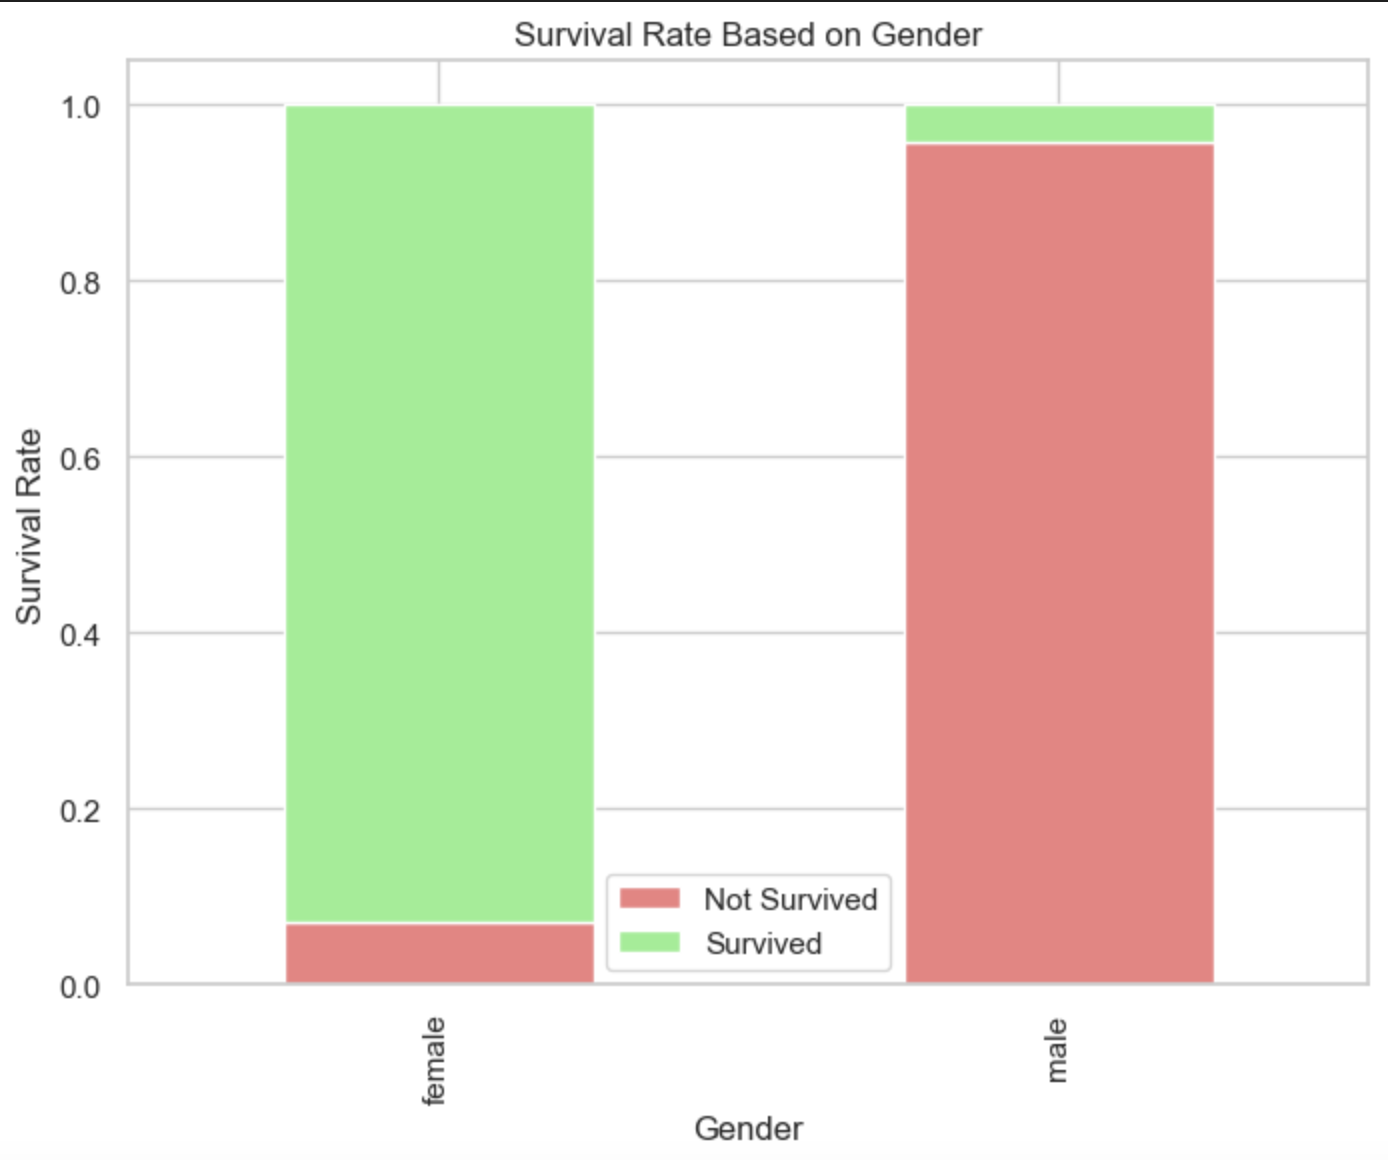 Survival Rate Based on Gender
1.0
0.8
0.6
0.4
0.2
0.0
Survival Rate
Not Survived
Survived
female
male
Gender